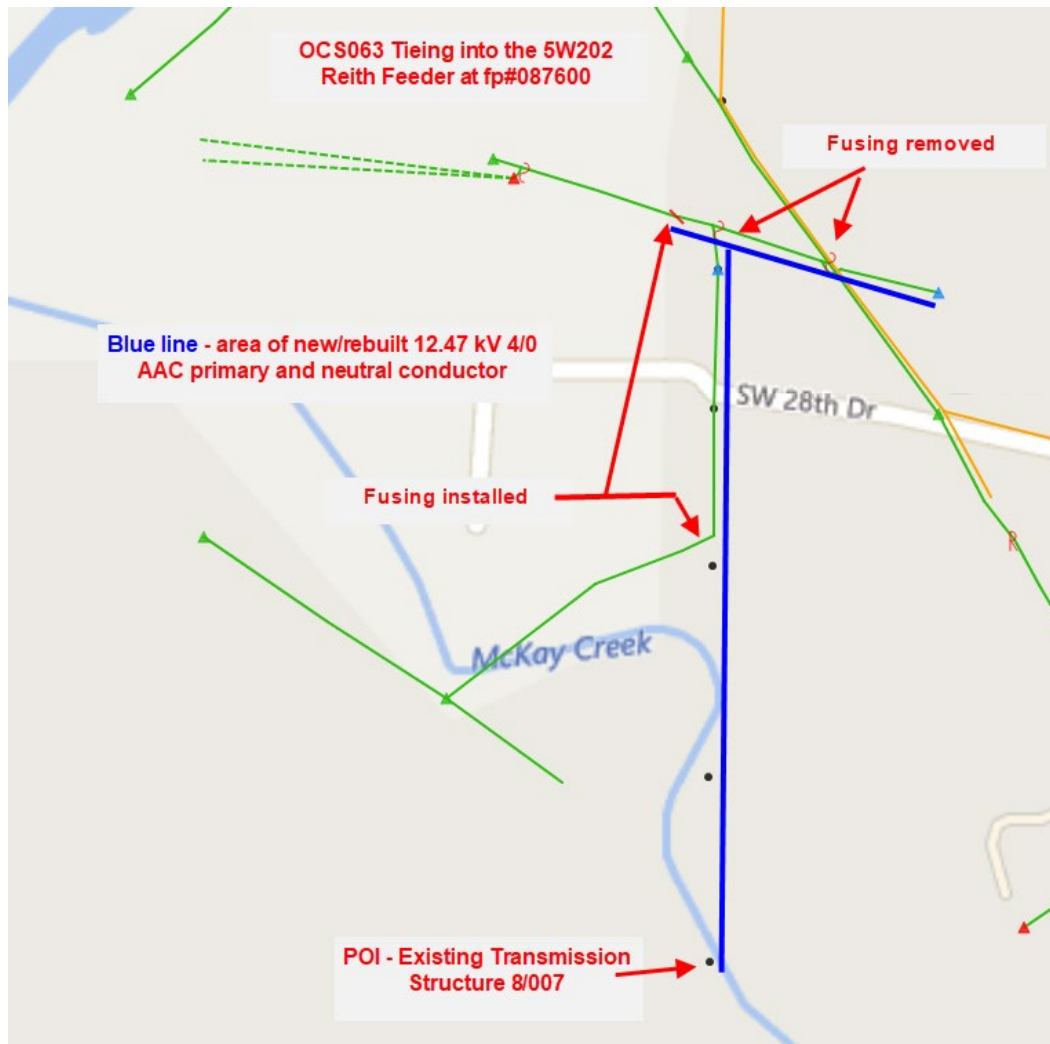 OCS063 Tieing into the 5W202
Reith Feeder at fp#087600
Fusing removed
Blue line - area of new/rebuilt 12.47 kV 4/0
AAC primary and neutral conductor
SW 28th Dr
Fusing installed
R
McKay Creek
POI - Existing Transmission
Structure 8/007